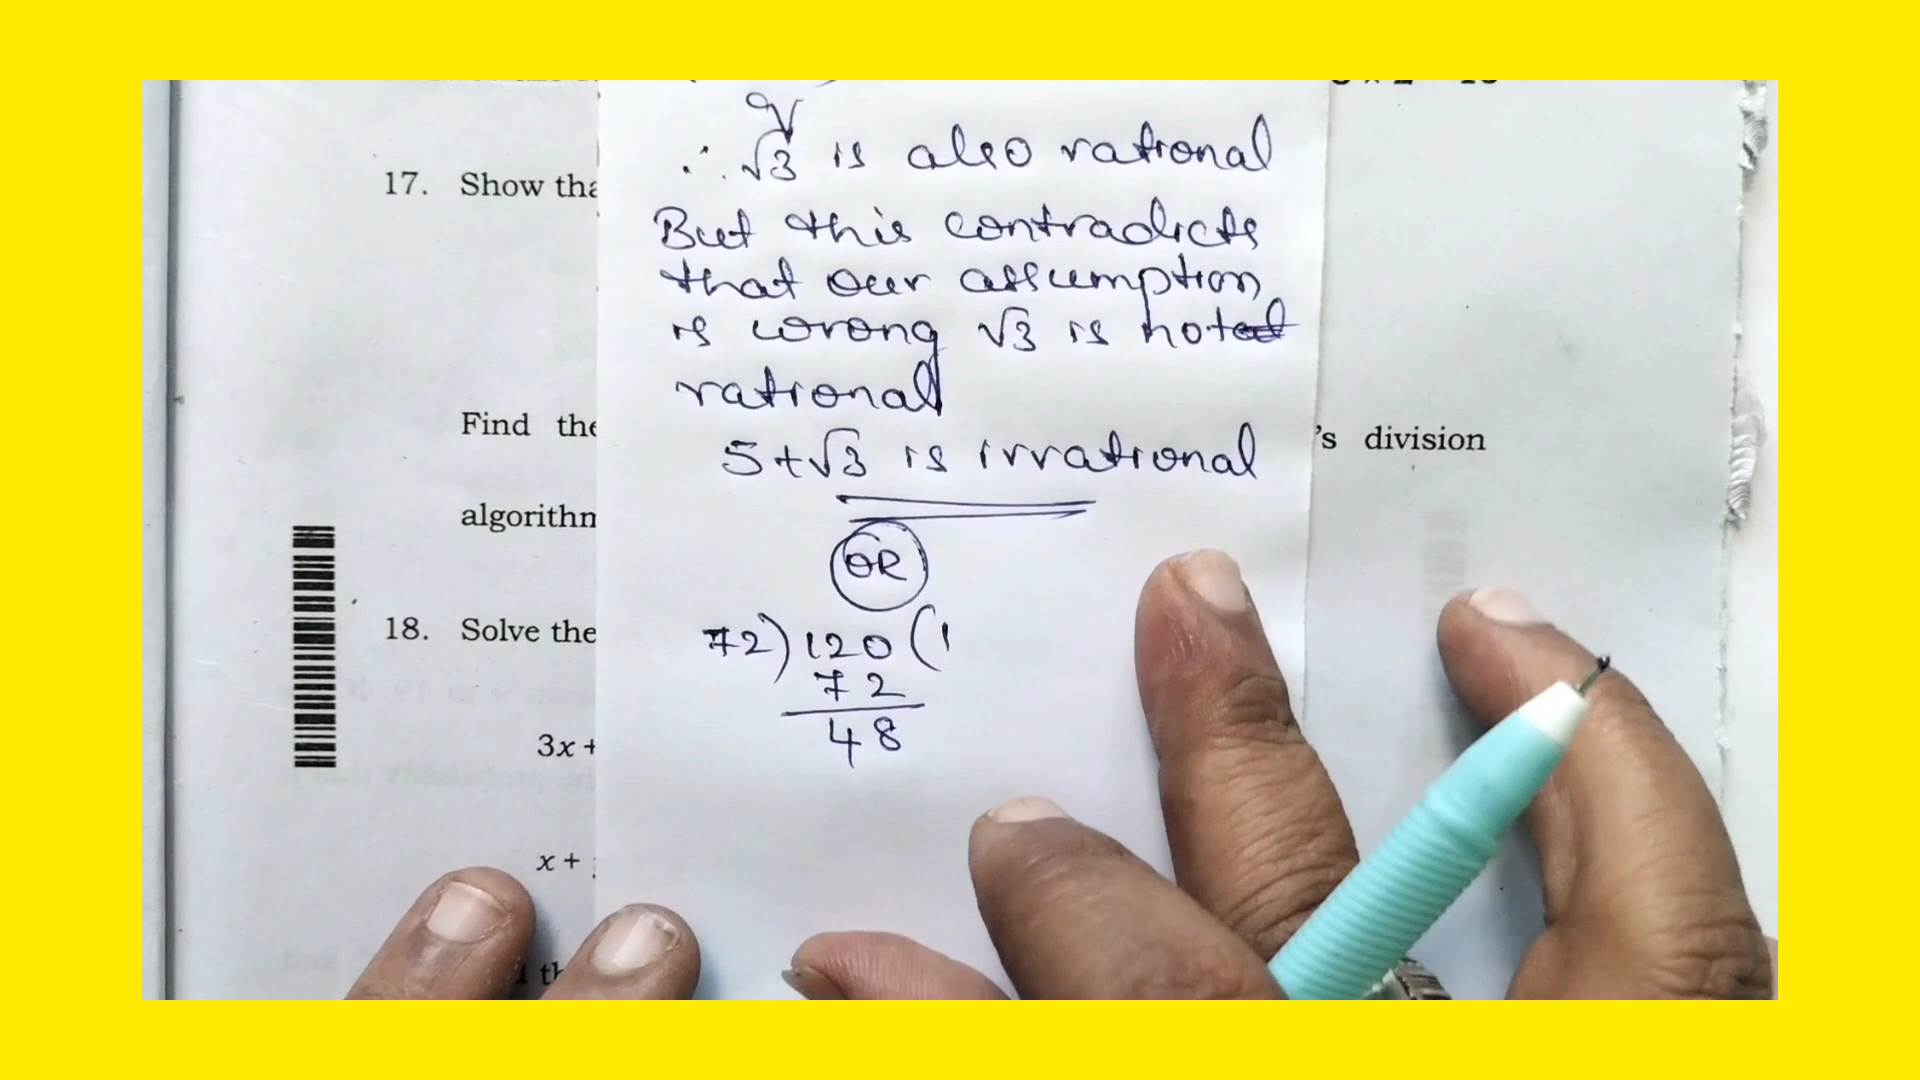 q
∴ √3 is also rational
17. Show tha
But this contradicts
that our assumption
is wrong √3 is not
rational
Find the 's division
5+√3 is irrational
algorithm
OR
18. Solve the
72) 120 (1
72
48
3x +
x +